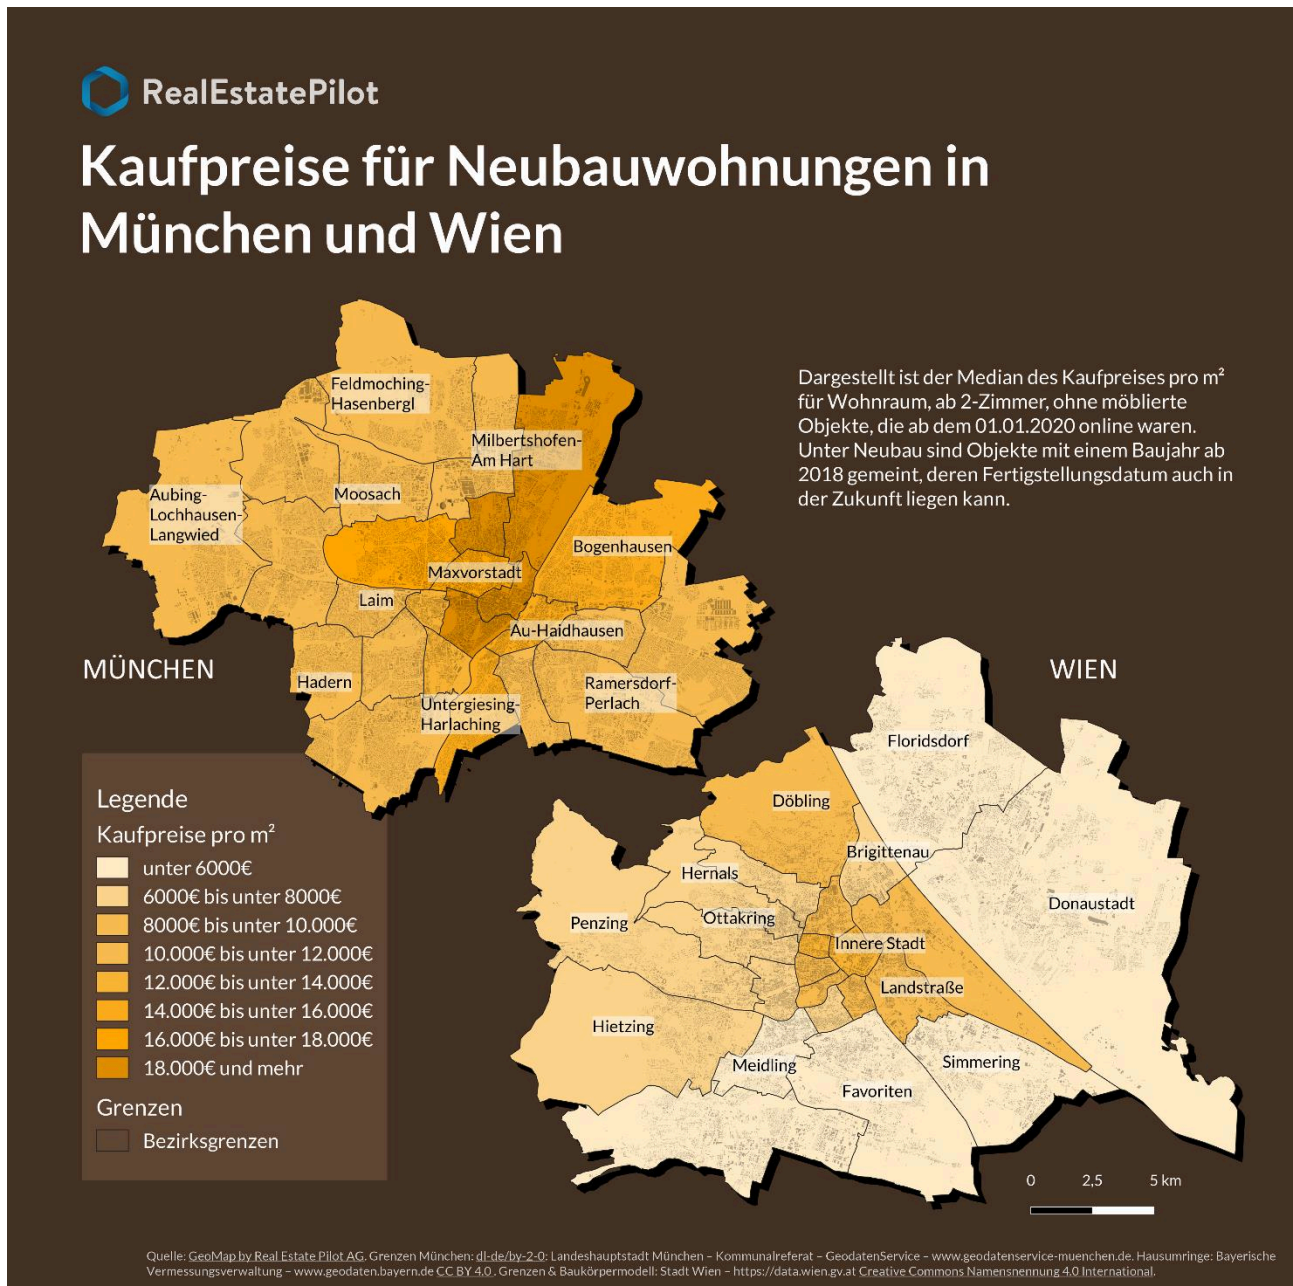 RealEstatePilot
Kaufpreise für Neubauwohnungen in
München und Wien
Dargestellt ist der Median des Kaufpreises pro m²
für Wohnraum, ab 2-Zimmer, ohne möblierte
Objekte, die ab dem 01.01.2020 online waren.
Unter Neubau sind Objekte mit einem Baujahr ab
2018 gemeint, deren Fertigstellungsdatum auch in
der Zukunft liegen kann.
Feldmoching-
Hasenbergl
Milbertshofen-
Am Hart
Moosach
Aubing-
Lochhausen-
Langwied
Bogenhausen
Maxvorstadt
Laim
Au-Haidhausen
MÜNCHEN
Hadern
Ramersdorf-
Perlach
Untergiesing-
Harlaching
WIEN
Floridsdorf
Döbling
Brigittenau
Hernals
Donaustadt
Ottakring
Penzing
Innere Stadt
Landstraße
Hietzing
Meidling
Simmering
Favoriten
Legende
Kaufpreise pro m²
unter 6000€
6000€ bis unter 8000€
8000€ bis unter 10.000€
10.000€ bis unter 12.000€
12.000€ bis unter 14.000€
14.000€ bis unter 16.000€
16.000€ bis unter 18.000€
18.000€ und mehr
Grenzen
Bezirksgrenzen
0 2,5 5 km
Quelle: GeoMap by Real Estate Pilot AG. Grenzen München: dl-de/by-2-0: Landeshauptstadt München – Kommunalreferat – GeodatenService – www.geodatenservice-muenchen.de. Hausumringe: Bayerische
Vermessungsverwaltung – www.geodaten.bayern.de CC BY 4.0 . Grenzen & Baukörpermodell: Stadt Wien – https://data.wien.gv.at Creative Commons Namensnennung 4.0 International.